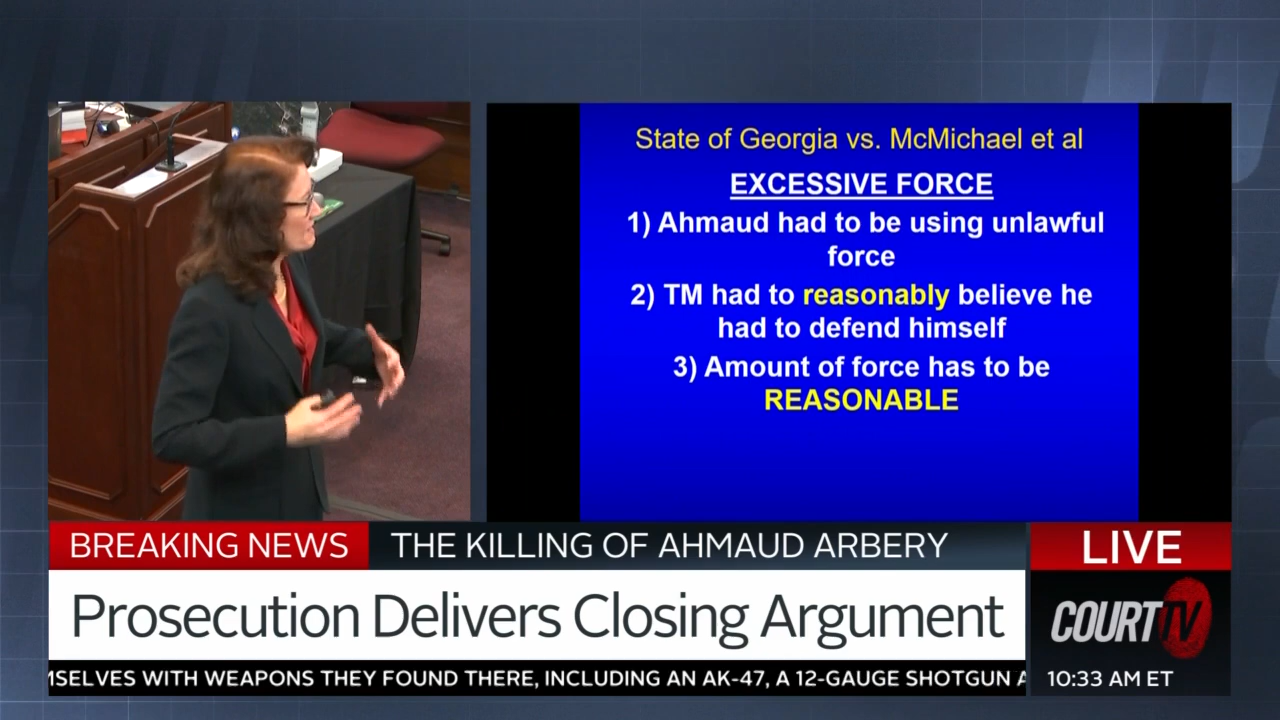 State of Georgia vs. McMichael et al
EXCESSIVE FORCE
1) Ahmaud had to be using unlawful
force
2) TM had to reasonably believe he
had to defend himself
3) Amount of force has to be
REASONABLE
BREAKING NEWS
THE KILLING OF AHMAUD ARBERY
LIVE
Prosecution Delivers Closing Argument
COURT TV
MSELVES WITH WEAPONS THEY FOUND THERE, INCLUDING AN AK-47, A 12-GAUGE SHOTGUN A
10:33 AM ET